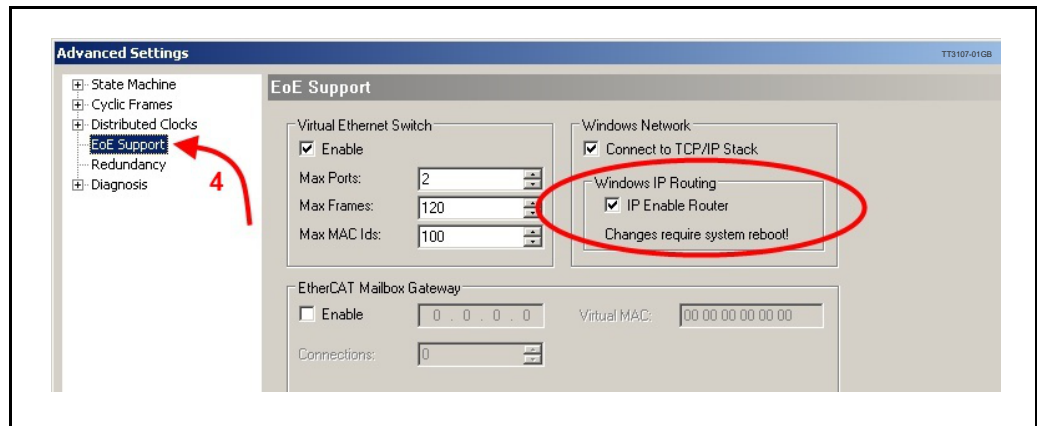 Advanced Settings
TT3107-01GB
State Machine
Cyclic Frames
Distributed Clocks
EoE Support
Redundancy
Diagnosis
4
EoE Support
Virtual Ethernet Switch
Enable
Max Ports: 2
Max Frames: 120
Max MAC Ids: 100
Windows Network
Connect to TCP/IP Stack
Windows IP Routing
IP Enable Router
Changes require system reboot!
EtherCAT Mailbox Gateway
Enable 0 . 0 . 0 . 0 Virtual MAC: 00 00 00 00 00 00
Connections: 0